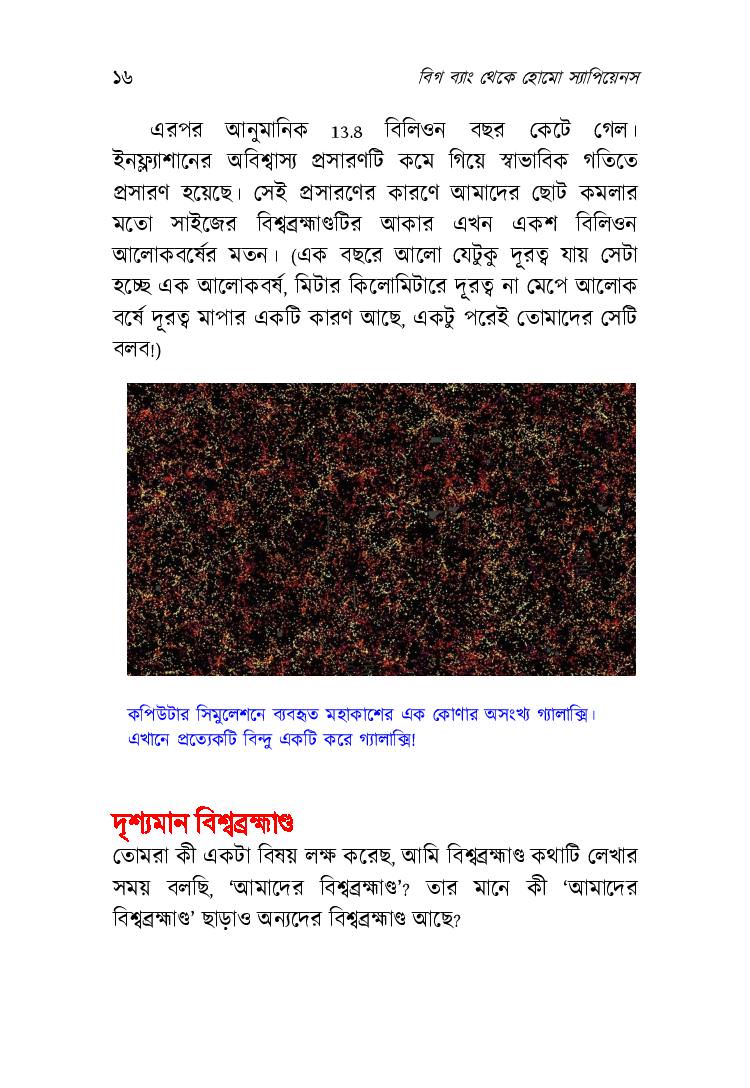 ১৬ বিগ ব্যাং থেকে হোমো স্যাপিয়েনস
এরপর আনুমানিক 13.8 বিলিওন বছর কেটে গেল।
ইনফ্ল্যাশানের অবিশ্বাস্য প্রসারণটি কমে গিয়ে স্বাভাবিক গতিতে
প্রসারণ হয়েছে। সেই প্রসারণের কারণে আমাদের ছোট কমলার
মতো সাইজের বিশ্বব্রহ্মাণ্ডটির আকার এখন একশ বিলিওন
আলোকবর্ষের মতন। (এক বছরে আলো যেটুকু দূরত্ব যায় সেটা
হচ্ছে এক আলোকবর্ষ, মিটার কিলোমিটারে দূরত্ব না মেপে আলোক
বর্ষে দূরত্ব মাপার একটি কারণ আছে, একটু পরেই তোমাদের সেটি
বলব!)
কপিউটার সিমুলেশনে ব্যবহৃত মহাকাশের এক কোণার অসংখ্য গ্যালাক্সি।
এখানে প্রত্যেকটি বিন্দু একটি করে গ্যালাক্সি!
দৃশ্যমান বিশ্বব্রহ্মাণ্ড
তোমরা কী একটা বিষয় লক্ষ করেছ, আমি বিশ্বব্রহ্মাণ্ড কথাটি লেখার
সময় বলছি, ‘আমাদের বিশ্বব্রহ্মাণ্ড’? তার মানে কী ‘আমাদের
বিশ্বব্রহ্মাণ্ড’ ছাড়াও অন্যদের বিশ্বব্রহ্মাণ্ড আছে?